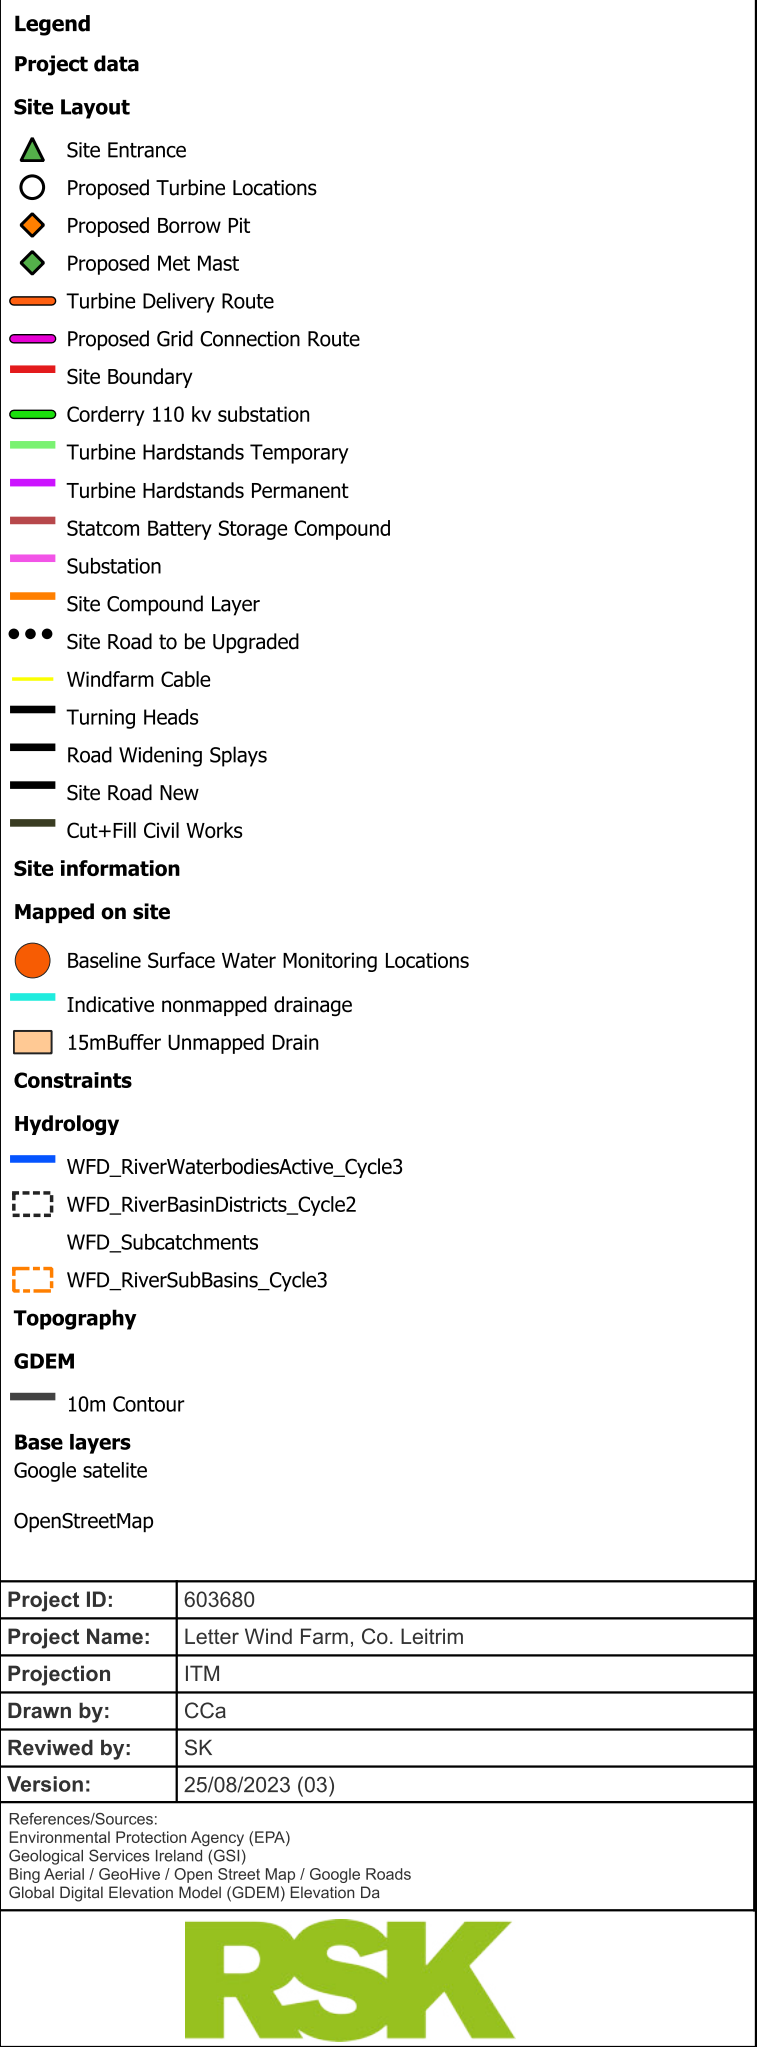 Legend
Project data
Site Layout
Site Entrance
Proposed Turbine Locations
Proposed Borrow Pit
Proposed Met Mast
Turbine Delivery Route
Proposed Grid Connection Route
Site Boundary
Corderry 110 kv substation
Turbine Hardstands Temporary
Turbine Hardstands Permanent
Statcom Battery Storage Compound
Substation
Site Compound Layer
Site Road to be Upgraded
Windfarm Cable
Turning Heads
Road Widening Splays
Site Road New
Cut+Fill Civil Works
Site information
Mapped on site
Baseline Surface Water Monitoring Locations
Indicative nonmapped drainage
15mBuffer Unmapped Drain
Constraints
Hydrology
WFD_RiverWaterbodiesActive_Cycle3
WFD_RiverBasinDistricts_Cycle2
WFD_Subcatchments
WFD_RiverSubBasins_Cycle3
Topography
GDEM
10m Contour
Base layers
Google satelite
OpenStreetMap
Project ID: 603680
Project Name: Letter Wind Farm, Co. Leitrim
Projection ITM
Drawn by: CCa
Reviwed by: SK
Version: 25/08/2023 (03)
References/Sources:
Environmental Protection Agency (EPA)
Geological Services Ireland (GSI)
Bing Aerial / GeoHive / Open Street Map / Google Roads
Global Digital Elevation Model (GDEM) Elevation Da
RSK